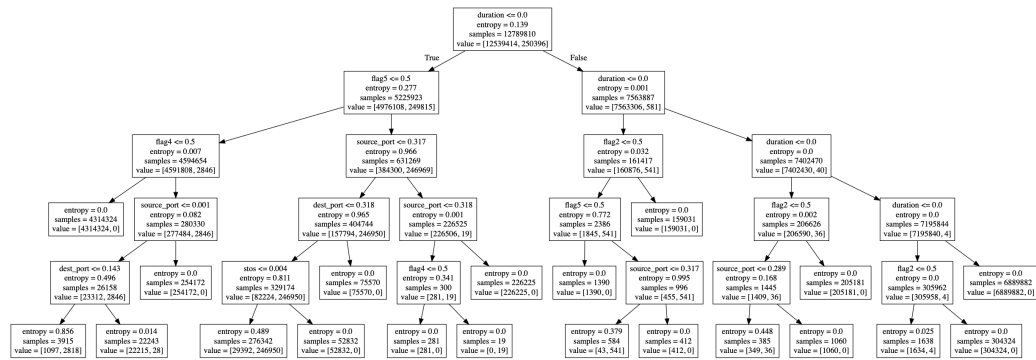 duration <= 0.0
entropy = 0.139
samples = 12789810
value = [12539414, 250396]
True
False
flag5 <= 0.5
entropy = 0.277
samples = 5225923
value = [4976108, 249815]
duration <= 0.0
entropy = 0.001
samples = 7563887
value = [7563306, 581]
flag4 <= 0.5
entropy = 0.007
samples = 4594654
value = [4591808, 2846]
source_port <= 0.317
entropy = 0.966
samples = 631269
value = [384300, 246969]
flag2 <= 0.5
entropy = 0.032
samples = 161417
value = [160876, 541]
duration <= 0.0
entropy = 0.0
samples = 7402470
value = [7402430, 40]
entropy = 0.0
samples = 4314324
value = [4314324, 0]
source_port <= 0.001
entropy = 0.082
samples = 280330
value = [277484, 2846]
dest_port <= 0.318
entropy = 0.965
samples = 404744
value = [157794, 246950]
source_port <= 0.318
entropy = 0.001
samples = 226525
value = [226506, 19]
flag5 <= 0.5
entropy = 0.772
samples = 2386
value = [1845, 541]
entropy = 0.0
samples = 159031
value = [159031, 0]
flag2 <= 0.5
entropy = 0.002
samples = 206626
value = [206590, 36]
duration <= 0.0
entropy = 0.0
samples = 7195844
value = [7195840, 4]
dest_port <= 0.143
entropy = 0.496
samples = 26158
value = [23312, 2846]
entropy = 0.0
samples = 254172
value = [254172, 0]
stos <= 0.004
entropy = 0.811
samples = 329174
value = [82224, 246950]
entropy = 0.0
samples = 75570
value = [75570, 0]
flag4 <= 0.5
entropy = 0.341
samples = 300
value = [281, 19]
entropy = 0.0
samples = 226225
value = [226225, 0]
entropy = 0.0
samples = 1390
value = [1390, 0]
source_port <= 0.317
entropy = 0.995
samples = 996
value = [455, 541]
source_port <= 0.289
entropy = 0.168
samples = 1445
value = [1409, 36]
entropy = 0.0
samples = 205181
value = [205181, 0]
flag2 <= 0.5
entropy = 0.0
samples = 305962
value = [305958, 4]
entropy = 0.0
samples = 6889882
value = [6889882, 0]
entropy = 0.856
samples = 3915
value = [1097, 2818]
entropy = 0.014
samples = 22243
value = [22215, 28]
entropy = 0.489
samples = 276342
value = [29392, 246950]
entropy = 0.0
samples = 52832
value = [52832, 0]
entropy = 0.0
samples = 281
value = [281, 0]
entropy = 0.0
samples = 19
value = [0, 19]
entropy = 0.379
samples = 584
value = [43, 541]
entropy = 0.0
samples = 412
value = [412, 0]
entropy = 0.448
samples = 385
value = [349, 36]
entropy = 0.0
samples = 1060
value = [1060, 0]
entropy = 0.025
samples = 1638
value = [1634, 4]
entropy = 0.0
samples = 304324
value = [304324, 0]